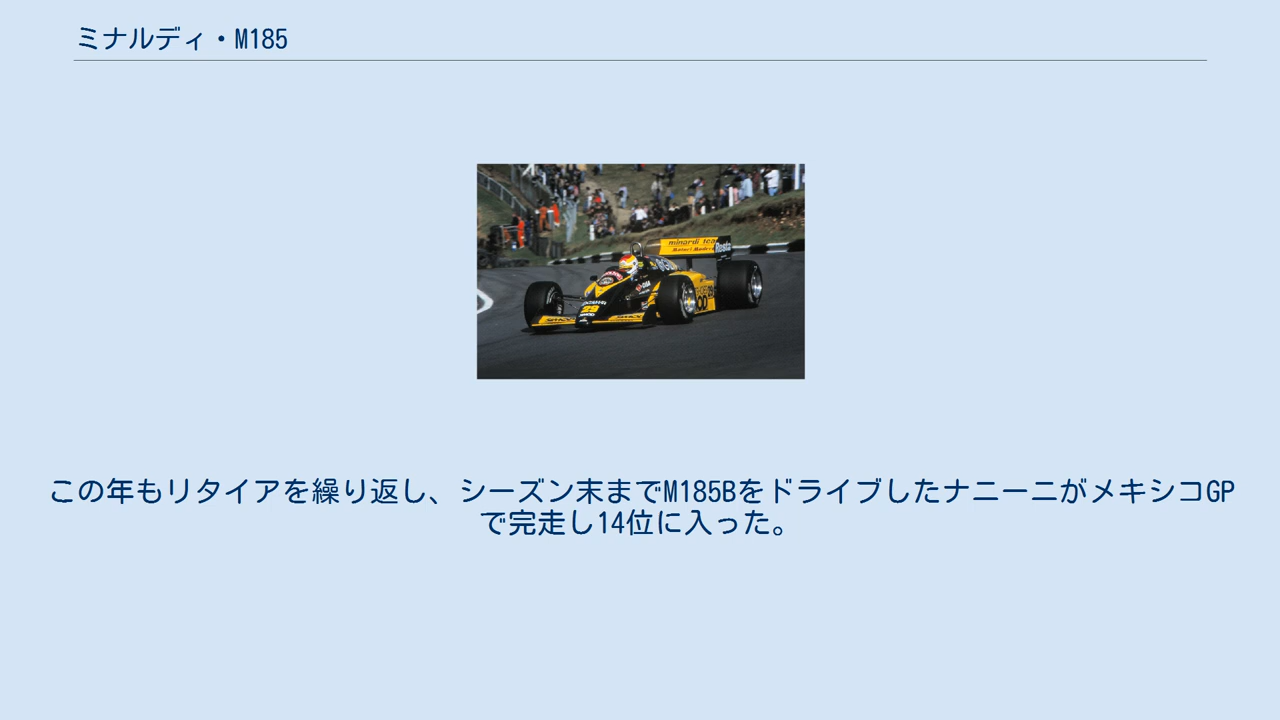 ミナルディ・M185
minardi tea
この年もリタイアを繰り返し、シーズン末までM185BをドライブしたナニーニがメキシコGP
で完走し14位に入った。